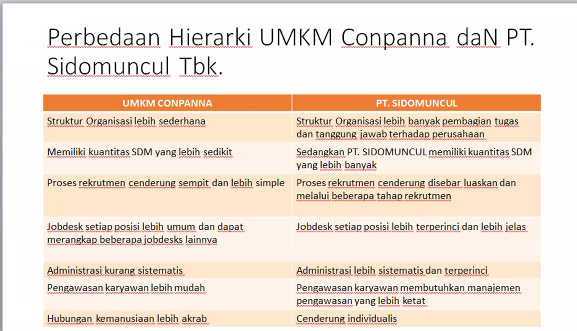 Perbedaan Hierarki UMKM Conpanna daN PT.
Sidomuncul Tbk.
UMKM CONPANNA
PT. SIDOMUNCUL
Struktur Organisasi lebih sederhana
Struktur Organisasi lebih banyak pembagian tugas
dan tanggung jawab terhadap perusahaan
Memiliki kuantitas SDM yang lebih sedikit
Sedangkan PT. SIDOMUNCUL memiliki kuantitas SDM
yang lebih banyak
Proses rekrutmen cenderung sempit dan lebih simple
Proses rekrutmen cenderung disebar luaskan dan
melalui beberapa tahap rekrutmen
Jobdesk setiap posisi lebih umum dan dapat
merangkap beberapa jobdesks lainnya
Jobdesk setiap posisi lebih terperinci dan lebih jelas
Administrasi kurang sistematis
Administrasi lebih sistematis dan terperinci
Pengawasan karyawan lebih mudah
Pengawasan karyawan membutuhkan manajemen
pengawasan yang lebih ketat
Hubungan kemanusiaan lebih akrab
Cenderung individualis